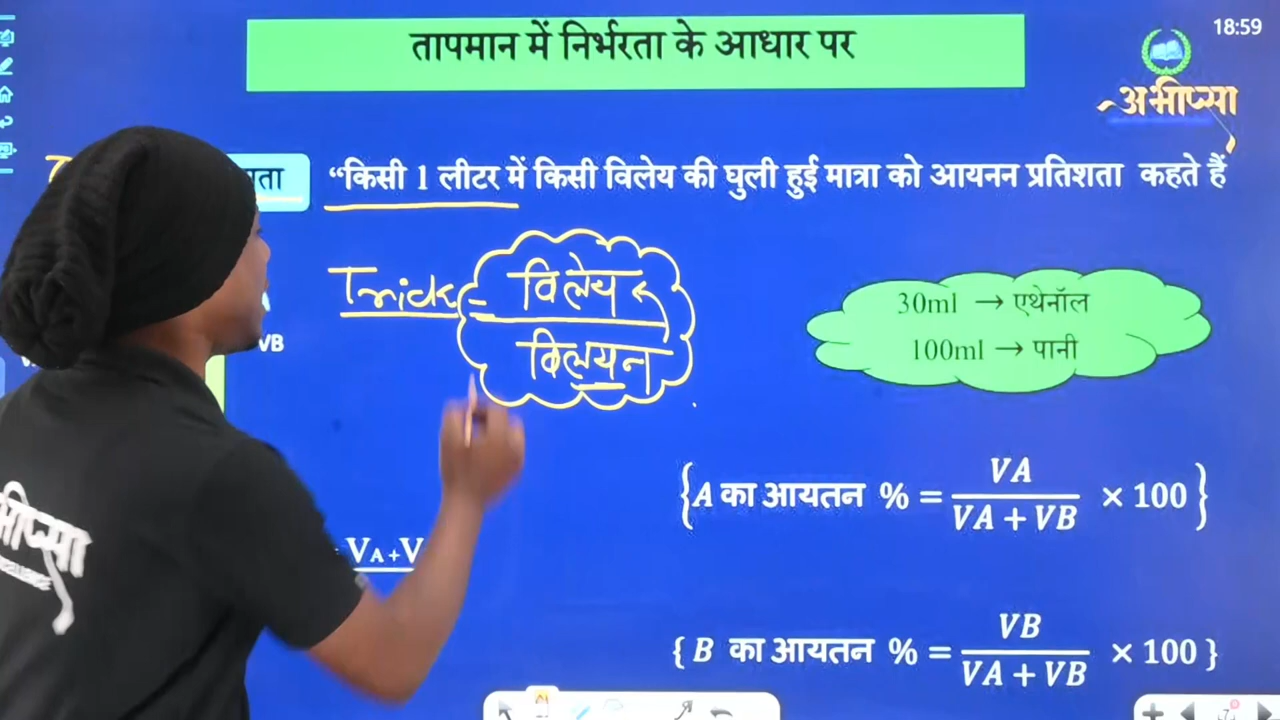 18:59
तापमान में निर्भरता के आधार पर
अभीप्सा
“किसी 1 लीटर में किसी विलेय की घुली हुई मात्रा को आयनन प्रतिशता कहते हैं
Trick =
विलेय
विलयन
30ml → एथेनॉल
100ml → पानी
VB
{A का आयतन % = VA / VA + VB × 100}
VA+V
{ B का आयतन % = VB / VA + VB × 100 }